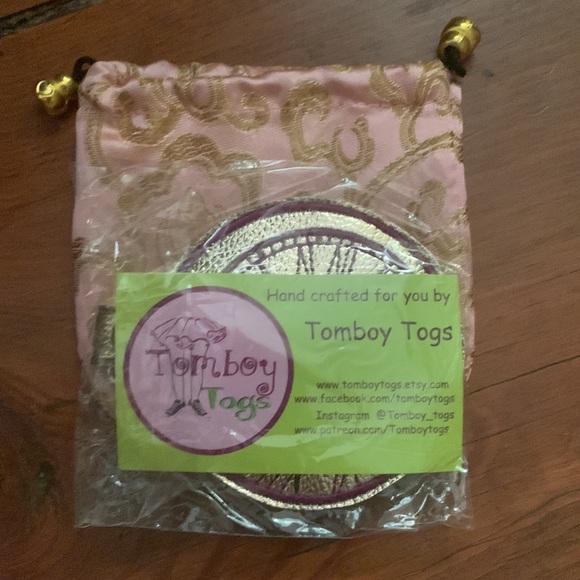 Hand crafted for you by
Tomboy Togs
Tomboy
Togs
www.tomboytogs.etsy.com
www.facebook.com/tomboytogs
Instagram @Tomboy_togs
www.patreon.com/Tomboytogs